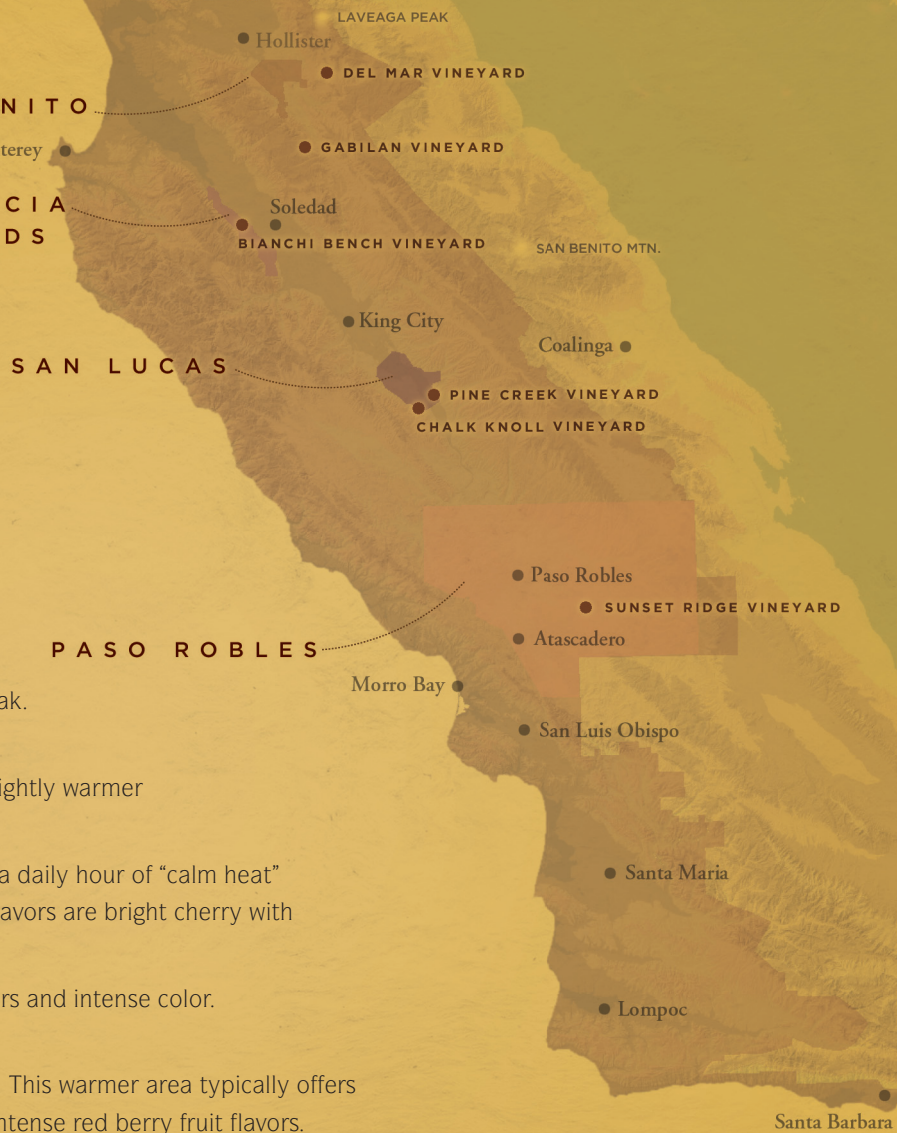 LAVEAGA PEAK
Hollister
DEL MAR VINEYARD
NITO
terey
GABILAN VINEYARD
CIA
DS
Soledad
BIANCHI BENCH VINEYARD
SAN BENITO MTN.
King City
Coalinga
SAN LUCAS
PINE CREEK VINEYARD
CHALK KNOLL VINEYARD
Paso Robles
SUNSET RIDGE VINEYARD
Atascadero
PASO ROBLES
Morro Bay
ak.
San Luis Obispo
ightly warmer
a daily hour of “calm heat”
Santa Maria
avors are bright cherry with
rs and intense color.
Lompoc
This warmer area typically offers
ntense red berry fruit flavors.
Santa Barbara